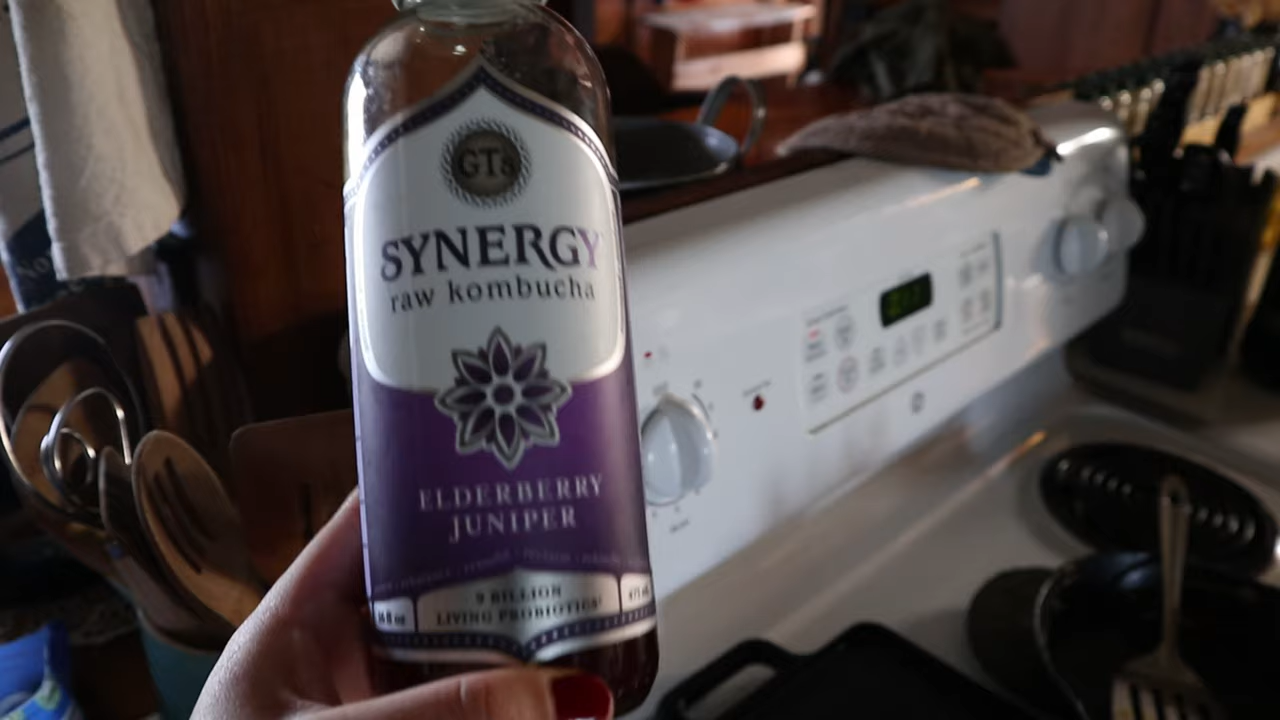 GTs
SYNERGY
raw kombucha
ELDERBERRY
JUNIPER
9 BILLION
LIVING PROBIOTICS